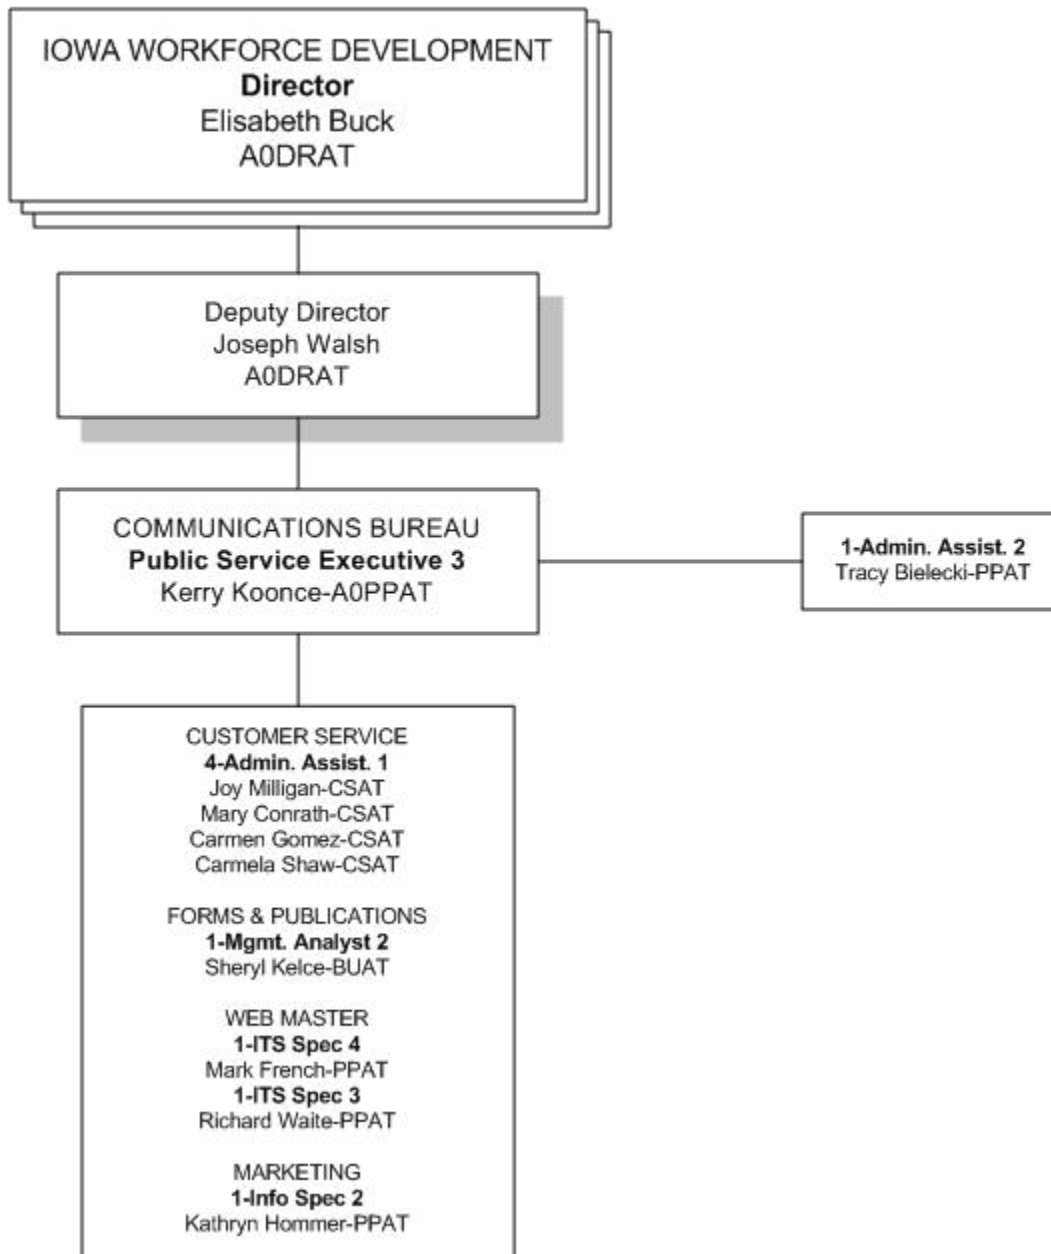 IOWA WORKFORCE DEVELOPMENT
Director
Elisabeth Buck
A0DRAT
Deputy Director
Joseph Walsh
A0DRAT
COMMUNICATIONS BUREAU
Public Service Executive 3
Kerry Koonce-A0PPAT
1-Admin. Assist. 2
Tracy Bielecki-PPAT
CUSTOMER SERVICE
4-Admin. Assist. 1
Joy Milligan-CSAT
Mary Conrath-CSAT
Carmen Gomez-CSAT
Carmela Shaw-CSAT
FORMS & PUBLICATIONS
1-Mgmt. Analyst 2
Sheryl Kelce-BUAT
WEB MASTER
1-ITS Spec 4
Mark French-PPAT
1-ITS Spec 3
Richard Waite-PPAT
MARKETING
1-Info Spec 2
Kathryn Hommer-PPAT